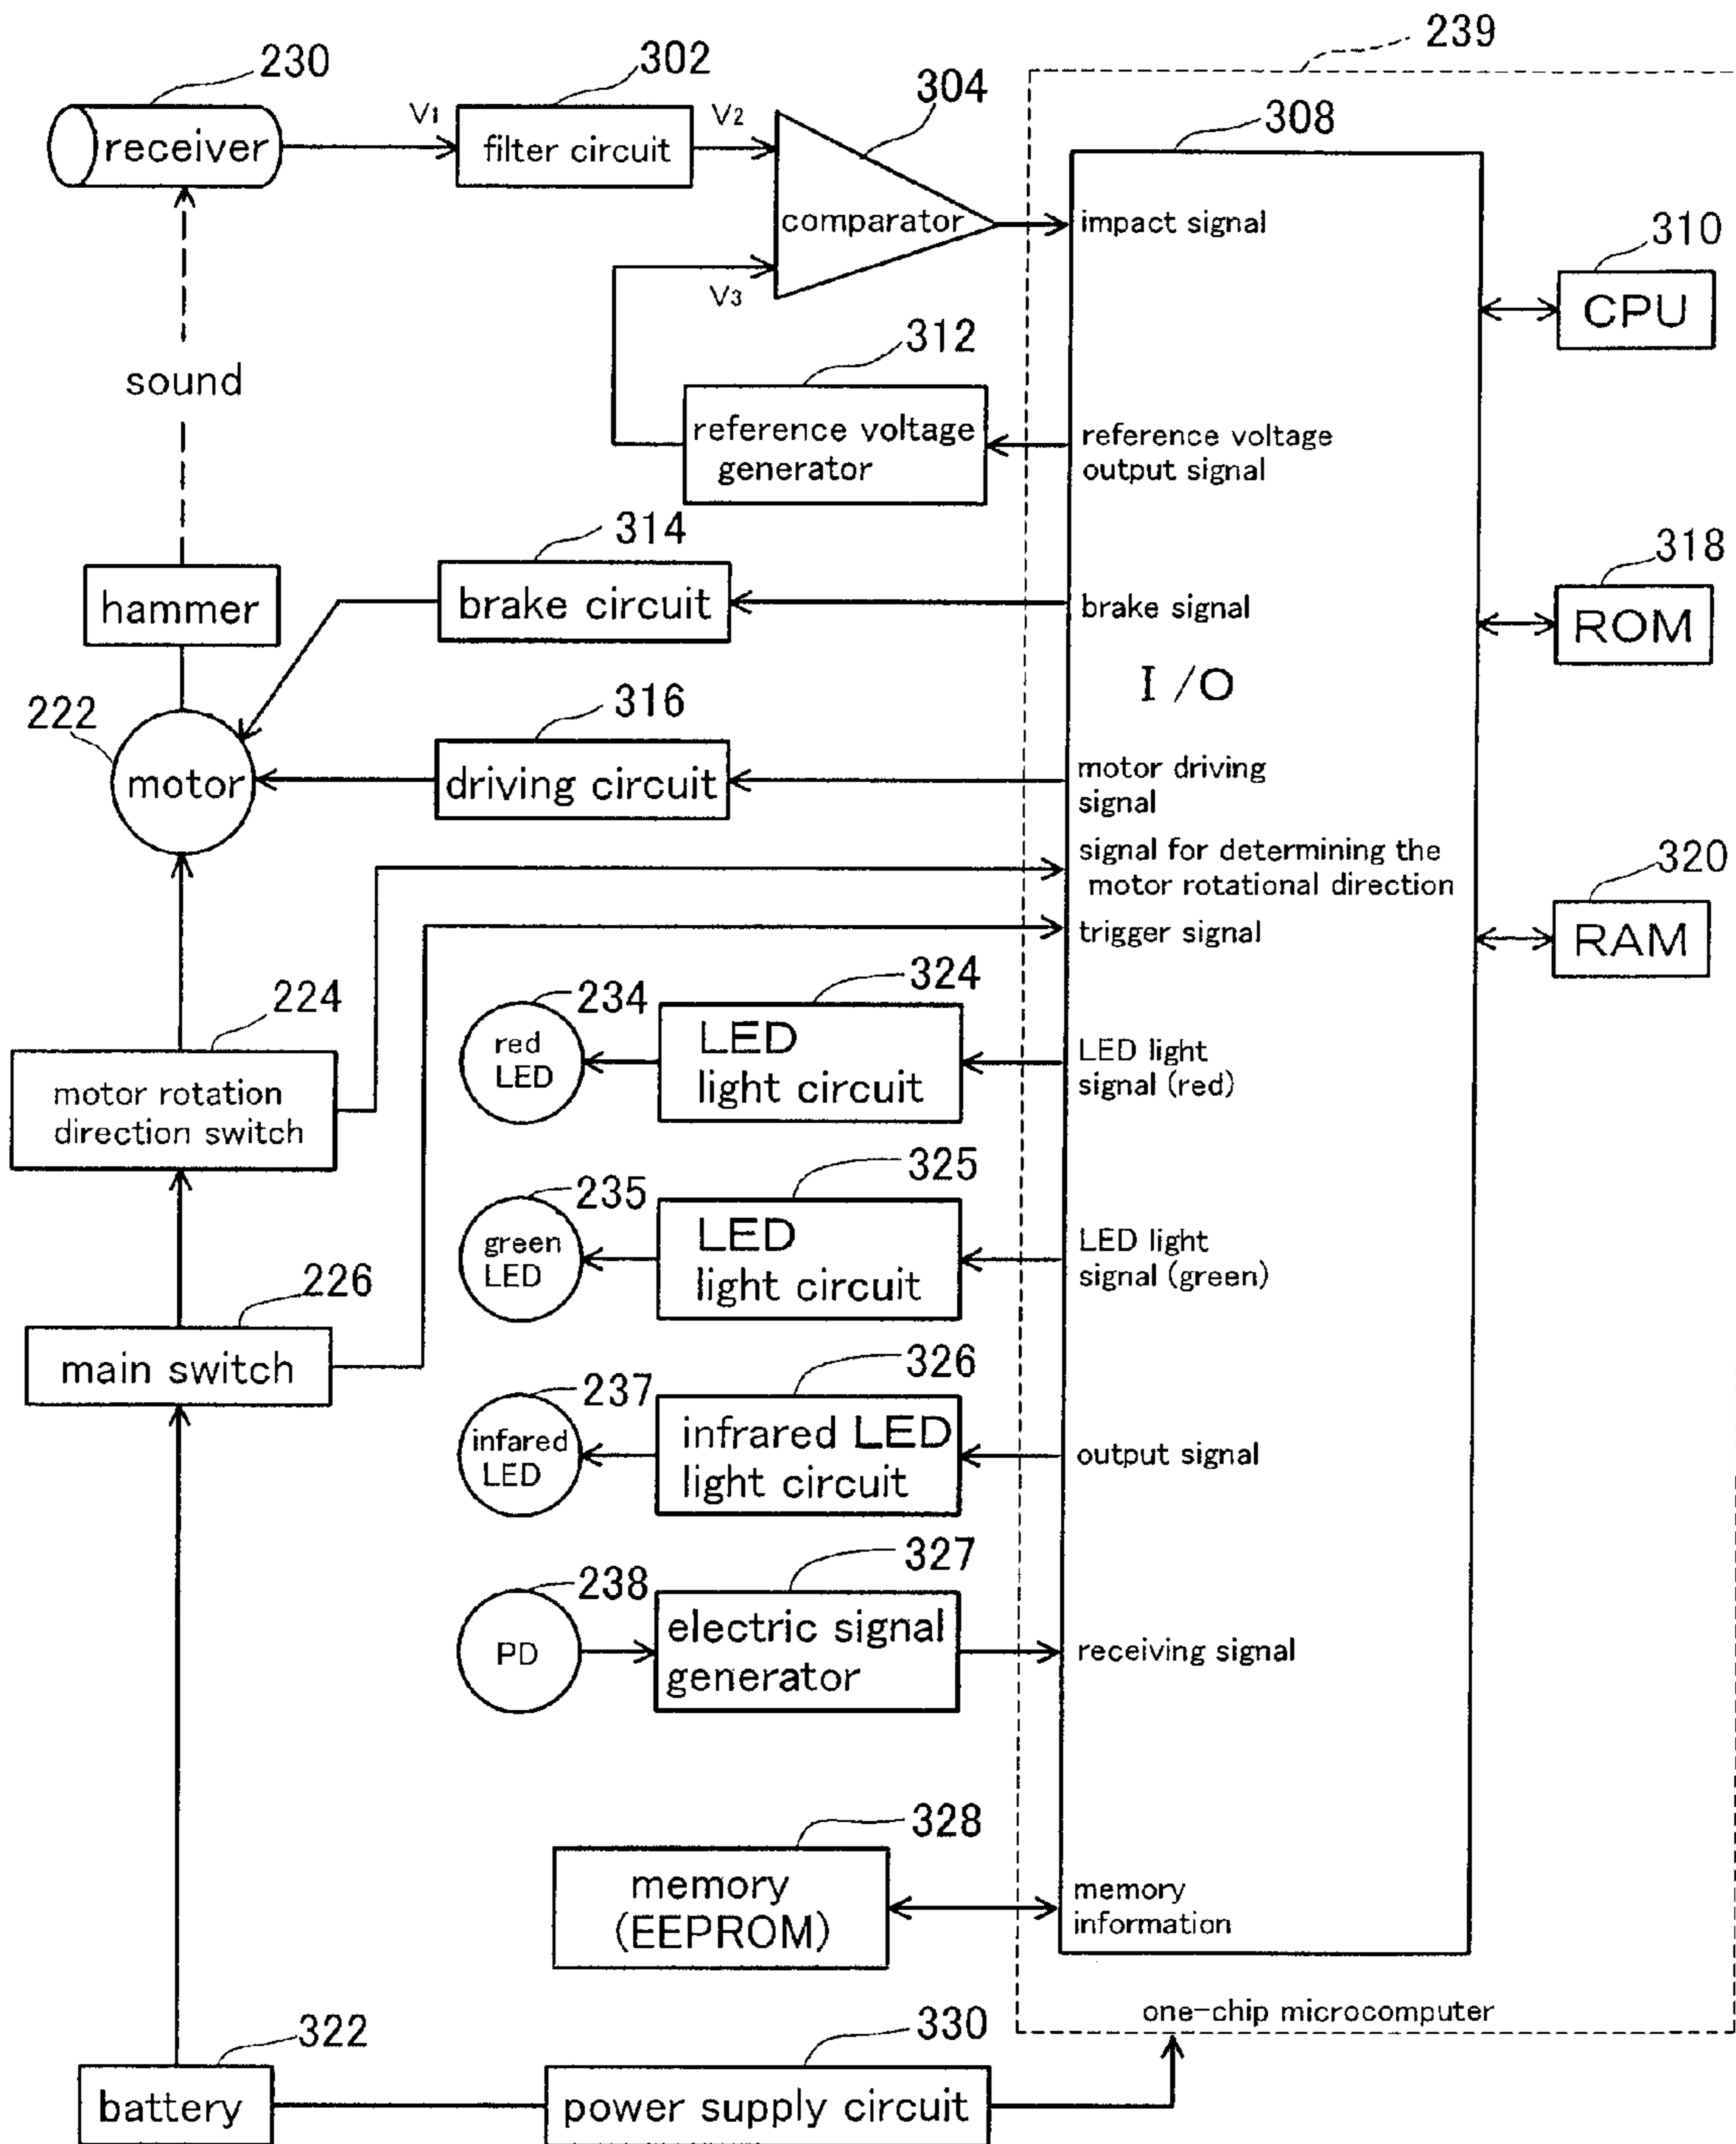 239
230
302
304
308
receiver
V1
filter circuit
V2
comparator
V3
impact signal
310
CPU
sound
312
reference voltage
generator
reference voltage
output signal
314
hammer
brake circuit
brake signal
318
ROM
I/O
222
motor
316
driving circuit
motor driving
signal
signal for determining the
motor rotational direction
trigger signal
320
RAM
224
motor rotation
direction switch
234
red
LED
324
LED
light circuit
LED light
signal (red)
235
green
LED
325
LED
light circuit
LED light
signal (green)
226
main switch
237
infared
LED
326
infrared LED
light circuit
output signal
238
PD
327
electric signal
generator
receiving signal
328
memory
(EEPROM)
memory
information
one-chip microcomputer
322
battery
330
power supply circuit